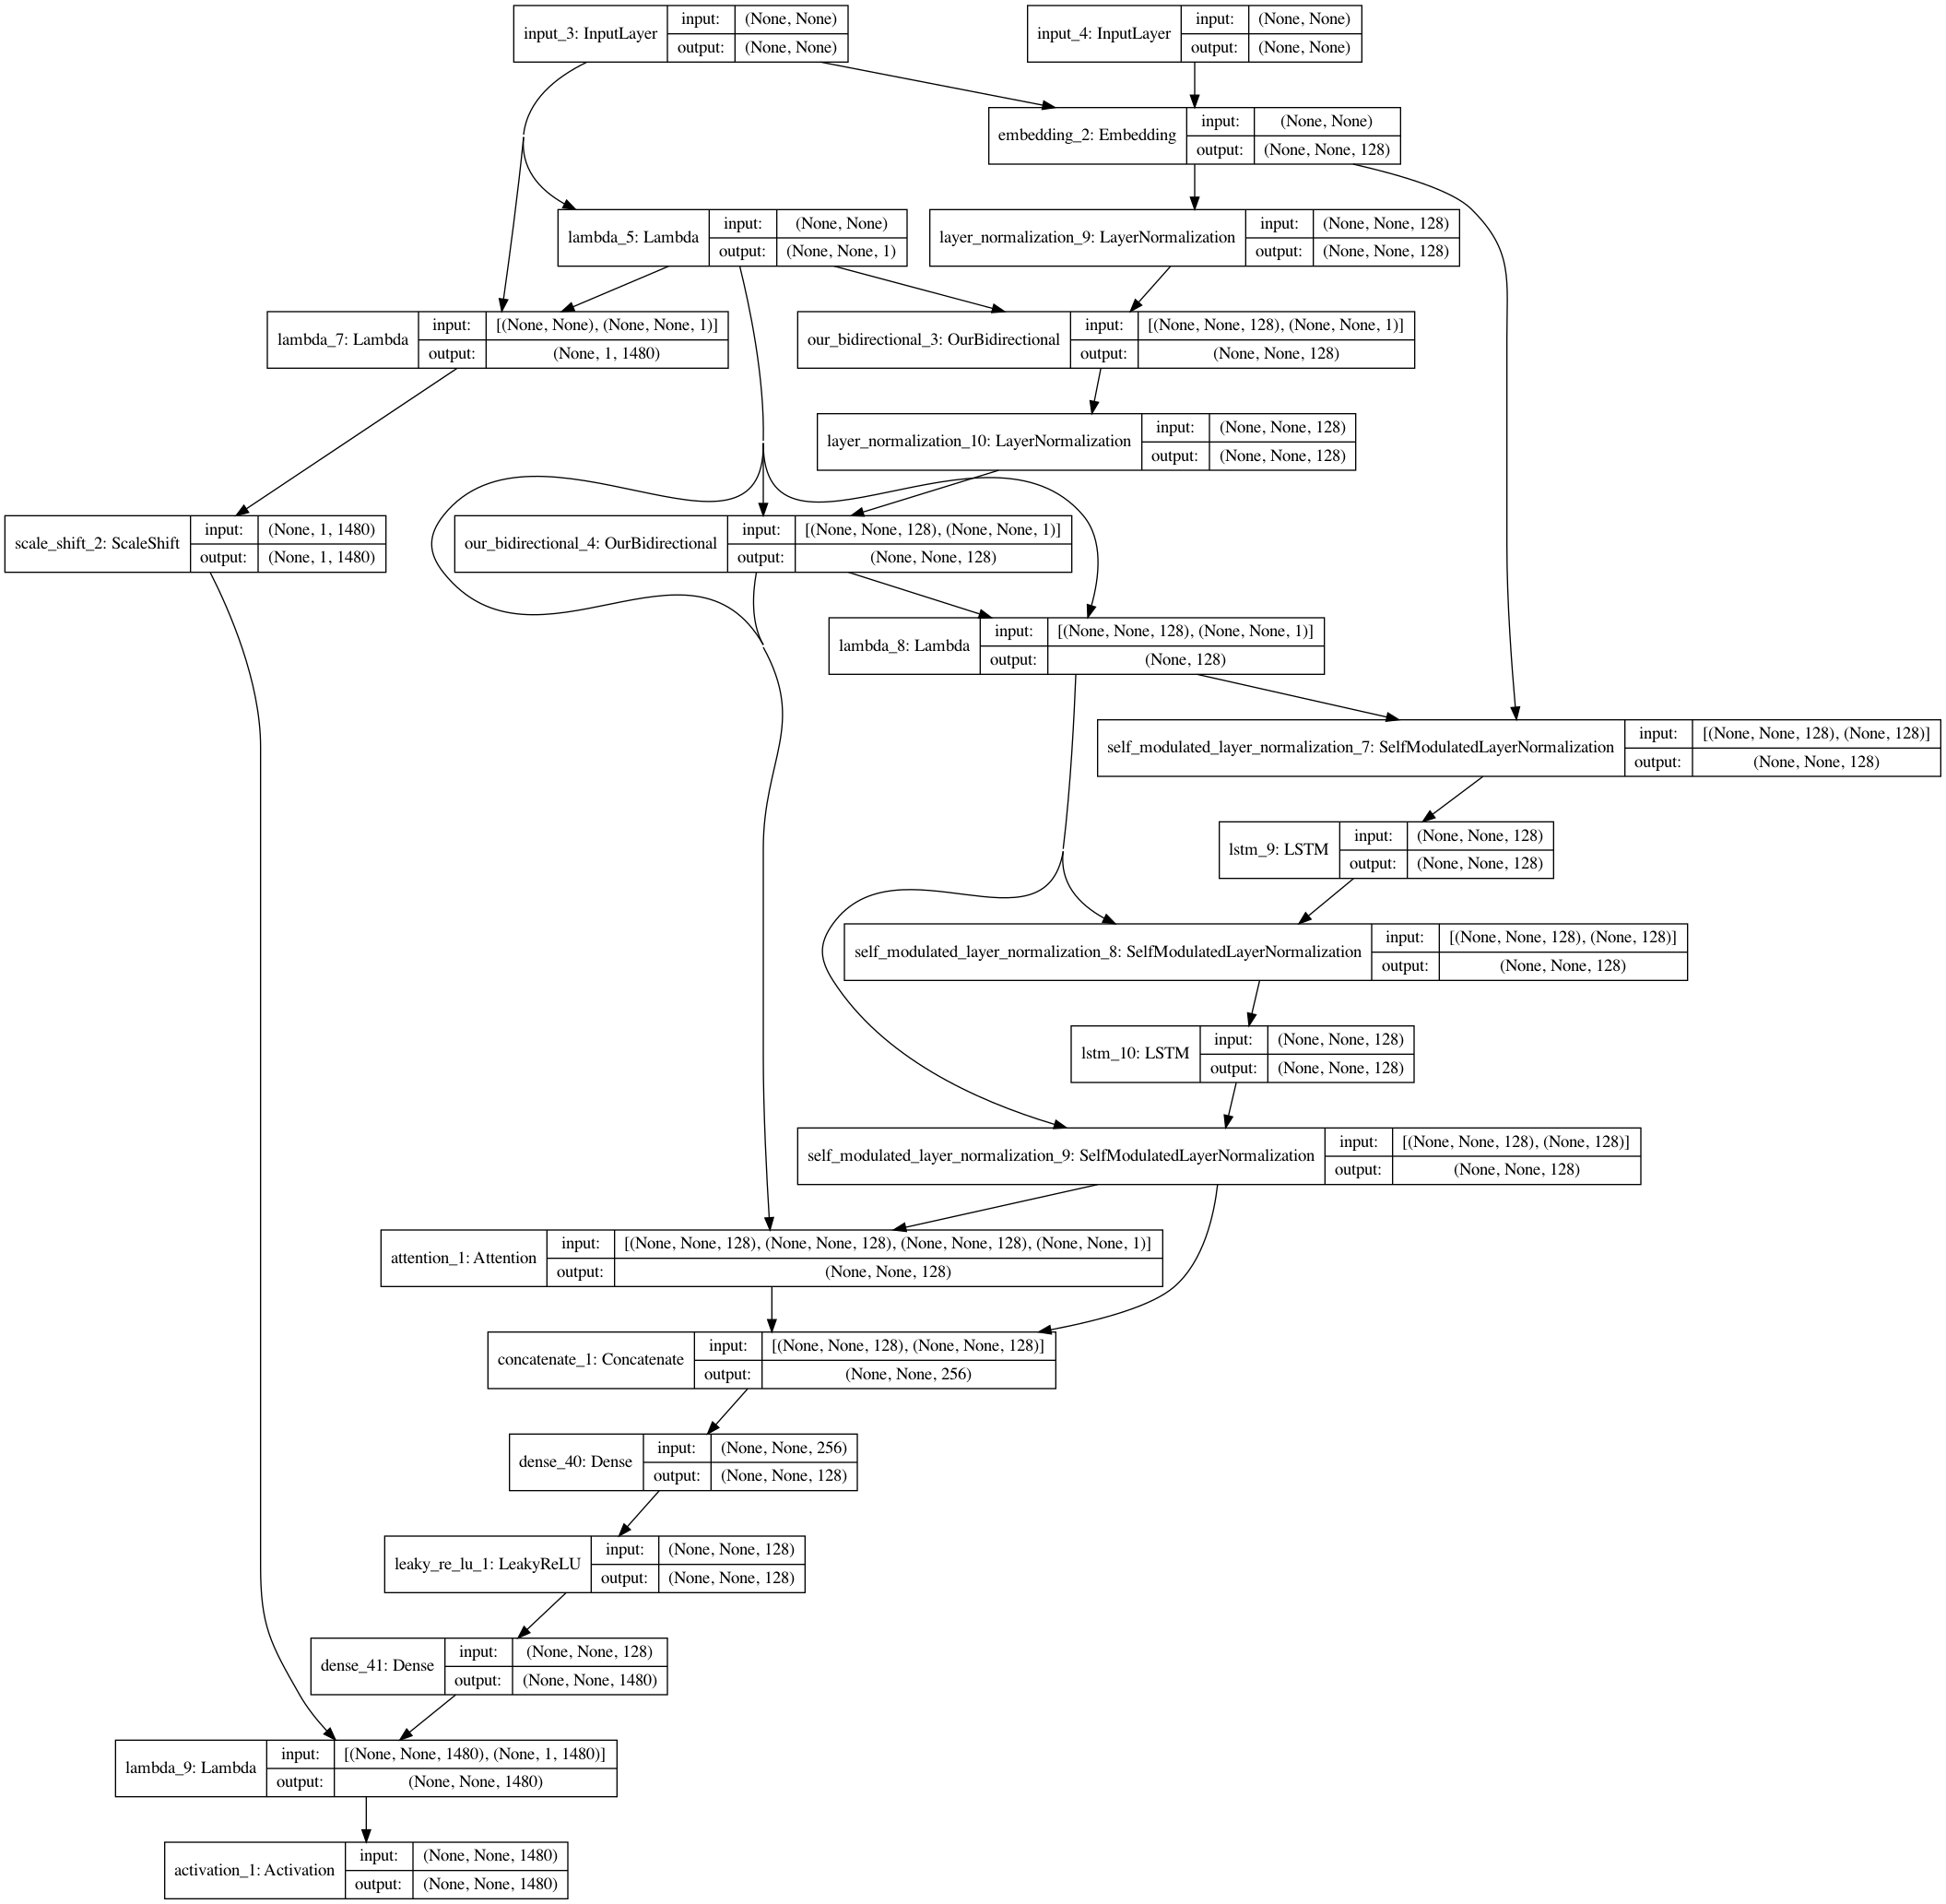 input_3: InputLayer
input: (None, None)
output: (None, None)
input_4: InputLayer
input: (None, None)
output: (None, None)
embedding_2: Embedding
input: (None, None)
output: (None, None, 128)
lambda_5: Lambda
input: (None, None)
output: (None, None, 1)
layer_normalization_9: LayerNormalization
input: (None, None, 128)
output: (None, None, 128)
lambda_7: Lambda
input: [(None, None), (None, None, 1)]
output: (None, 1, 1480)
our_bidirectional_3: OurBidirectional
input: [(None, None, 128), (None, None, 1)]
output: (None, None, 128)
layer_normalization_10: LayerNormalization
input: (None, None, 128)
output: (None, None, 128)
scale_shift_2: ScaleShift
input: (None, 1, 1480)
output: (None, 1, 1480)
our_bidirectional_4: OurBidirectional
input: [(None, None, 128), (None, None, 1)]
output: (None, None, 128)
lambda_8: Lambda
input: [(None, None, 128), (None, None, 1)]
output: (None, 128)
self_modulated_layer_normalization_7: SelfModulatedLayerNormalization
input: [(None, None, 128), (None, 128)]
output: (None, None, 128)
lstm_9: LSTM
input: (None, None, 128)
output: (None, None, 128)
self_modulated_layer_normalization_8: SelfModulatedLayerNormalization
input: [(None, None, 128), (None, 128)]
output: (None, None, 128)
lstm_10: LSTM
input: (None, None, 128)
output: (None, None, 128)
self_modulated_layer_normalization_9: SelfModulatedLayerNormalization
input: [(None, None, 128), (None, 128)]
output: (None, None, 128)
attention_1: Attention
input: [(None, None, 128), (None, None, 128), (None, None, 128), (None, None, 1)]
output: (None, None, 128)
concatenate_1: Concatenate
input: [(None, None, 128), (None, None, 128)]
output: (None, None, 256)
dense_40: Dense
input: (None, None, 256)
output: (None, None, 128)
leaky_re_lu_1: LeakyReLU
input: (None, None, 128)
output: (None, None, 128)
dense_41: Dense
input: (None, None, 128)
output: (None, None, 1480)
lambda_9: Lambda
input: [(None, None, 1480), (None, 1, 1480)]
output: (None, None, 1480)
activation_1: Activation
input: (None, None, 1480)
output: (None, None, 1480)